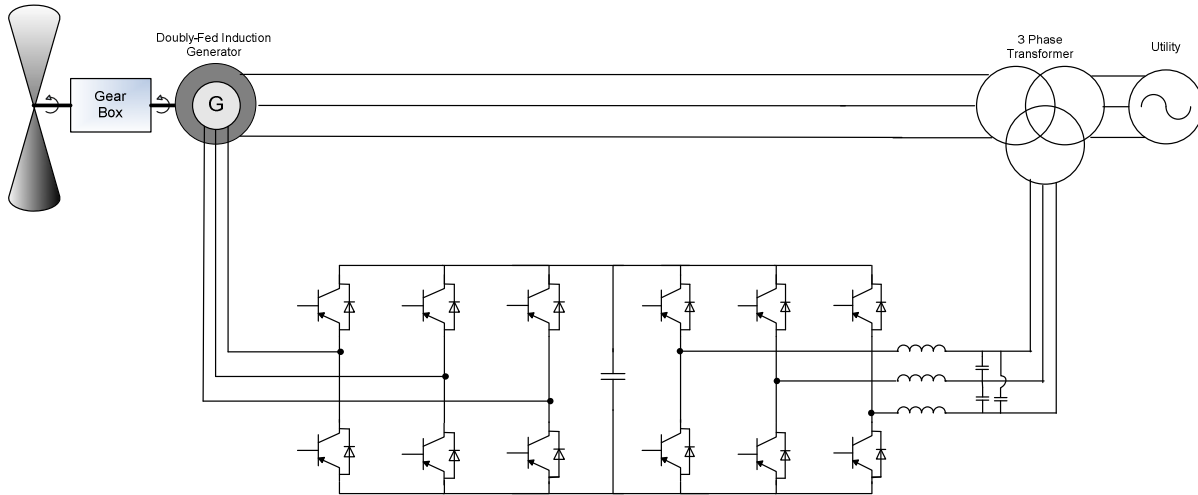 Doubly-Fed Induction
Generator
3 Phase
Transformer
Utility
Gear
Box
G